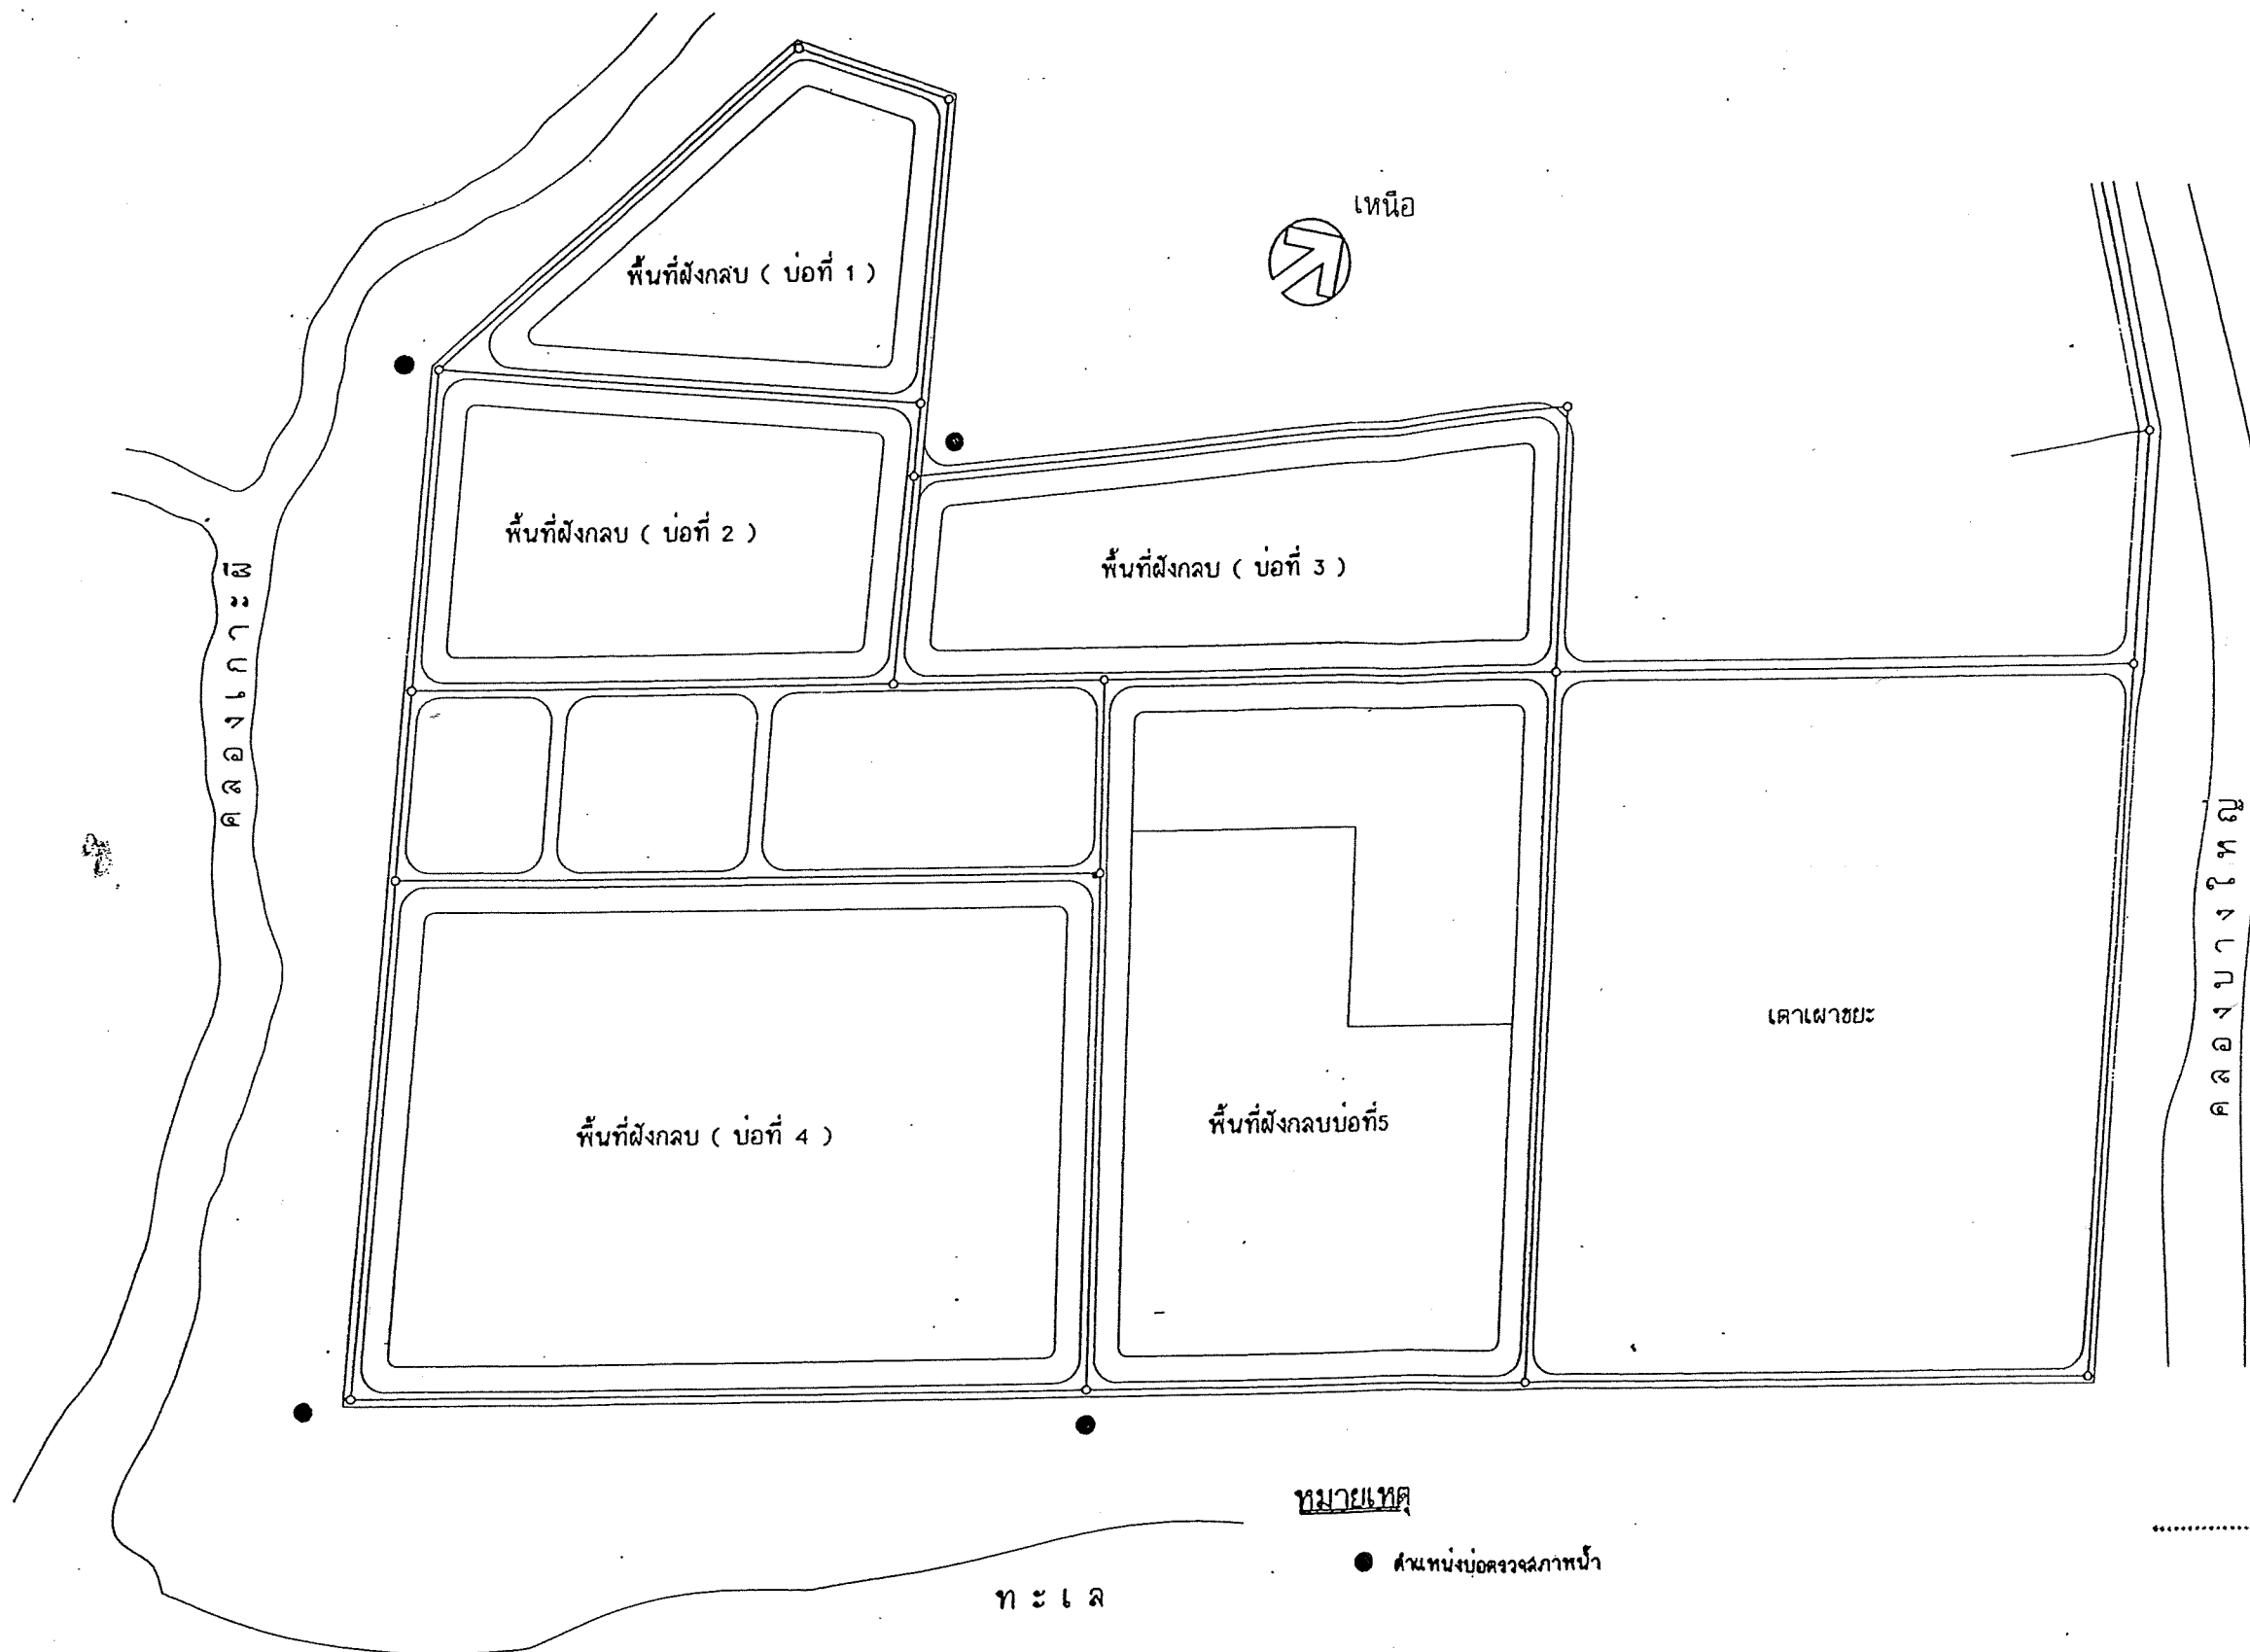 เหนือ
พื้นที่ฝังกลบ ( บ่อที่ 1 )
พื้นที่ฝังกลบ ( บ่อที่ 2 )
พื้นที่ฝังกลบ ( บ่อที่ 3 )
คลองเกาะผี
คลองบางใหญ่
เตาเผาขยะ
พื้นที่ฝังกลบ ( บ่อที่ 4 )
พื้นที่ฝังกลบบ่อที่5
หมายเหตุ
ตำแหน่งบ่อตรวจสภาพน้ำ
ทะเล